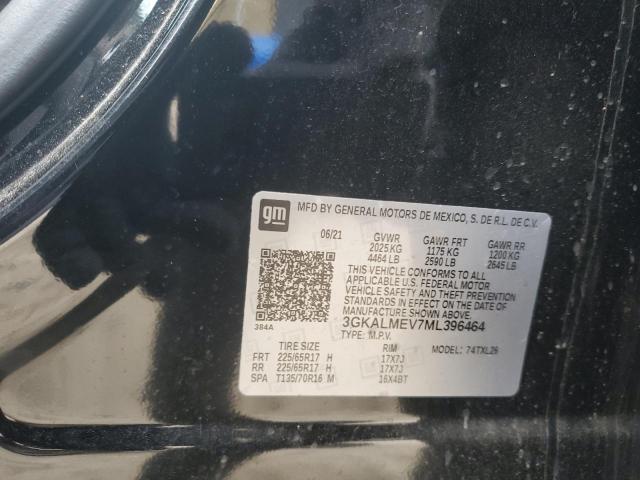 gm
MFD BY GENERAL MOTORS DE MEXICO, S. DE R.L. DE C.V.
06/21 GVWR GAWR FRT GAWR RR
2025 KG 1175 KG 1200 KG
4464 LB 2590 LB 2645 LB
THIS VEHICLE CONFORMS TO ALL
APPLICABLE U.S. FEDERAL MOTOR
VEHICLE SAFETY AND THEFT PREVENTION
STANDARDS IN EFFECT ON THE DATE OF
MANUFACTURE SHOWN ABOVE.
384A 3GKALMEV7ML396464
TYPE: M.P.V.
TIRE SIZE RIM 74TXL26
FRT 225/65R17 H 17X7J
RR 225/65R17 H 17X7J
SPA T135/70R16 M 16X4BT